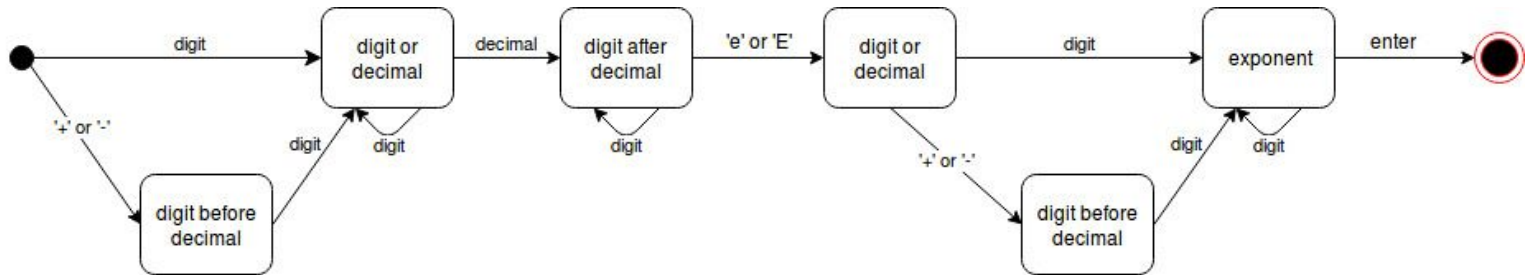 digit
digit or
decimal
decimal
digit after
decimal
'e' or 'E'
digit or
decimal
digit
exponent
enter
'+' or '-'
digit
digit
digit
'+' or '-'
digit
digit
digit before
decimal
digit before
decimal